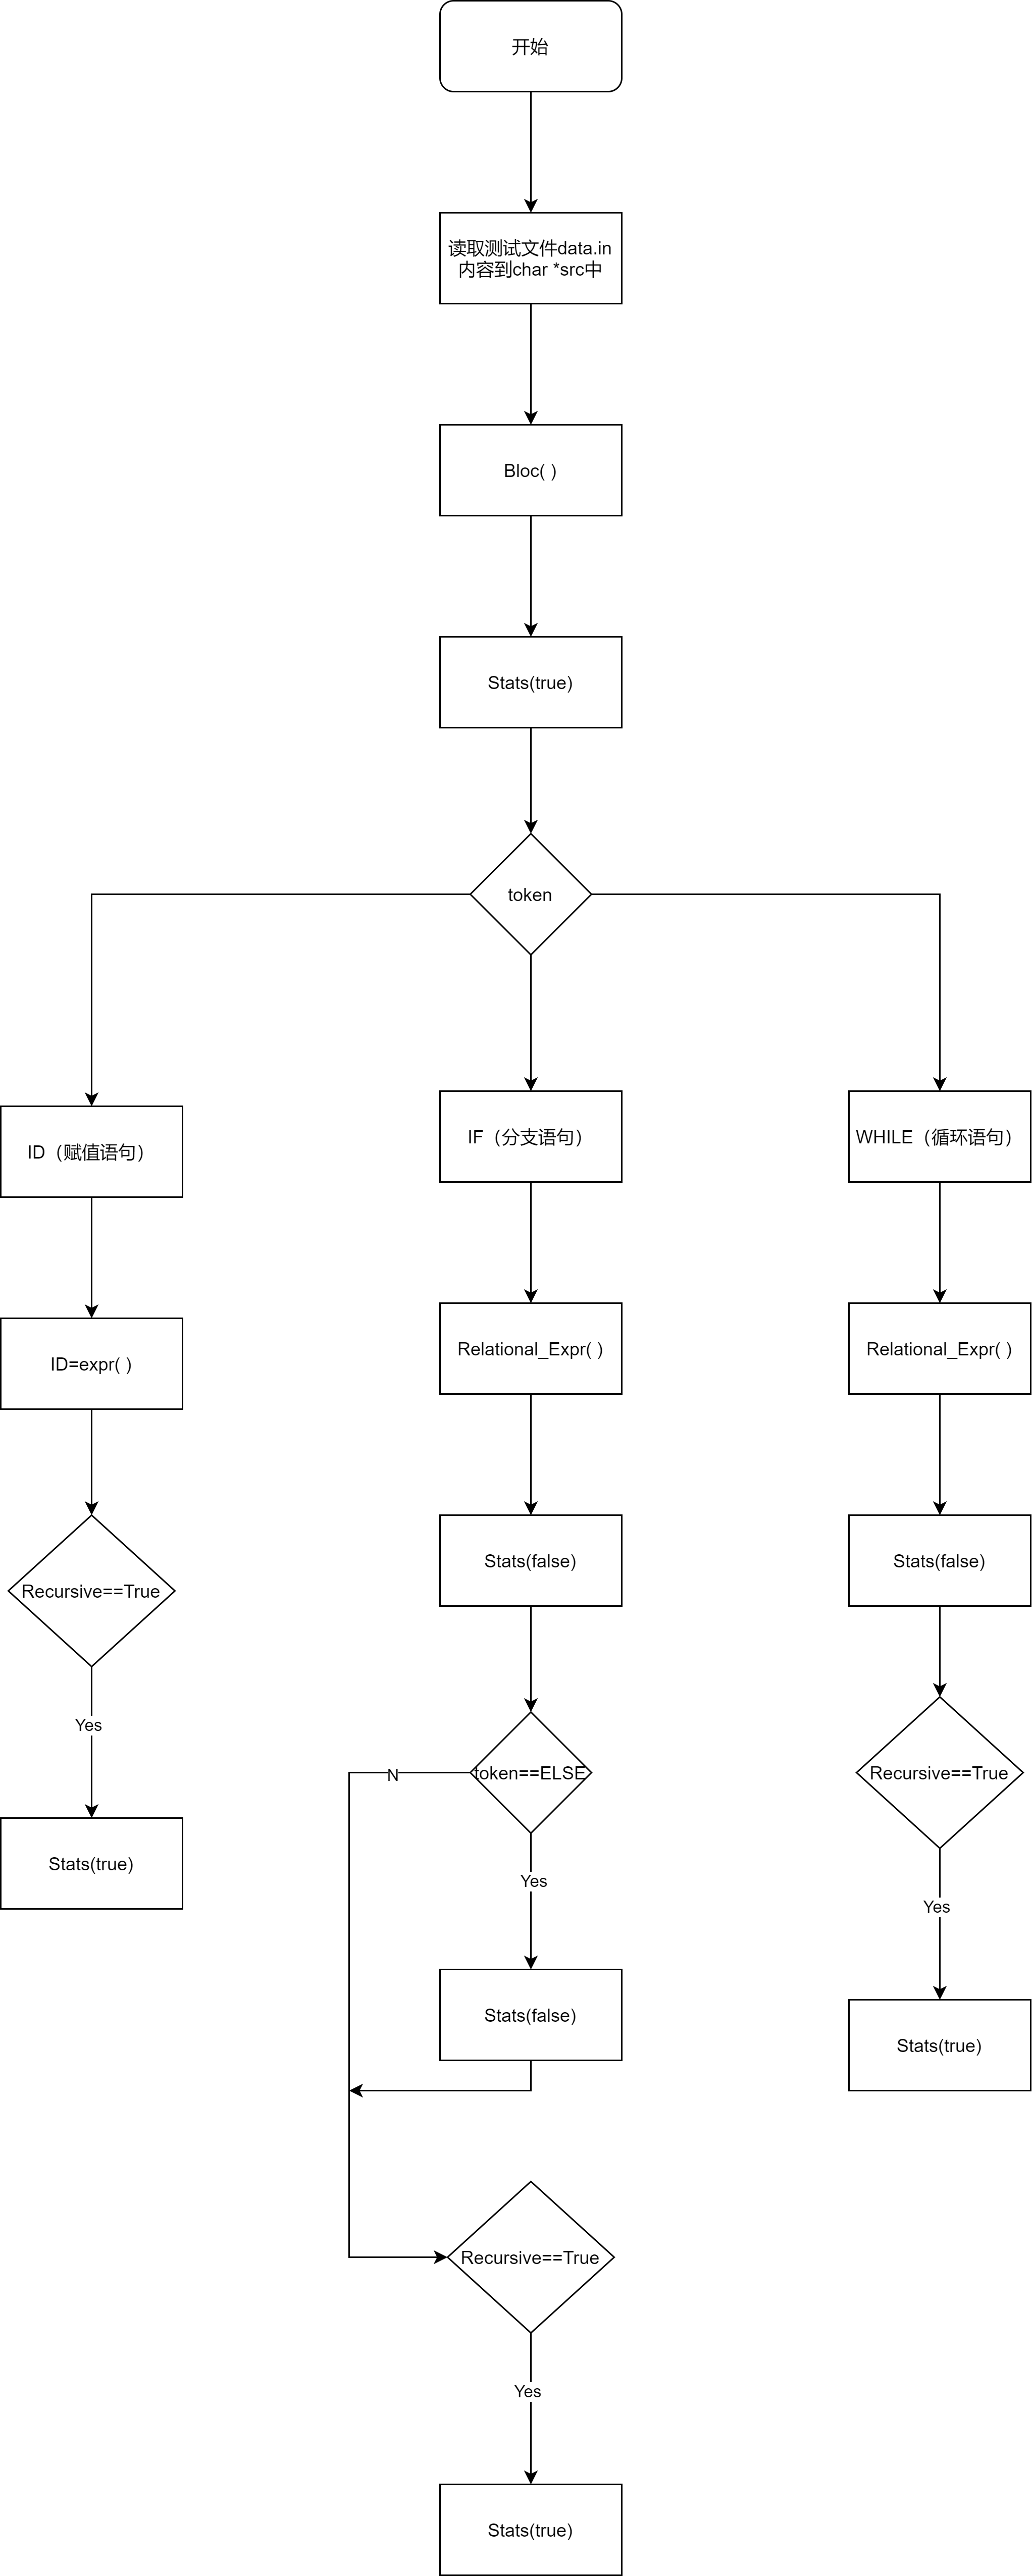 开始
读取测试文件data.in
内容到char *src中
Bloc( )
Stats(true)
token
ID（赋值语句）
IF（分支语句）
WHILE（循环语句）
ID=expr( )
Relational_Expr( )
Relational_Expr( )
Recursive==True
Stats(false)
Stats(false)
Yes
token==ELSE
N
Recursive==True
Stats(true)
Yes
Yes
Stats(false)
Stats(true)
Recursive==True
Yes
Stats(true)